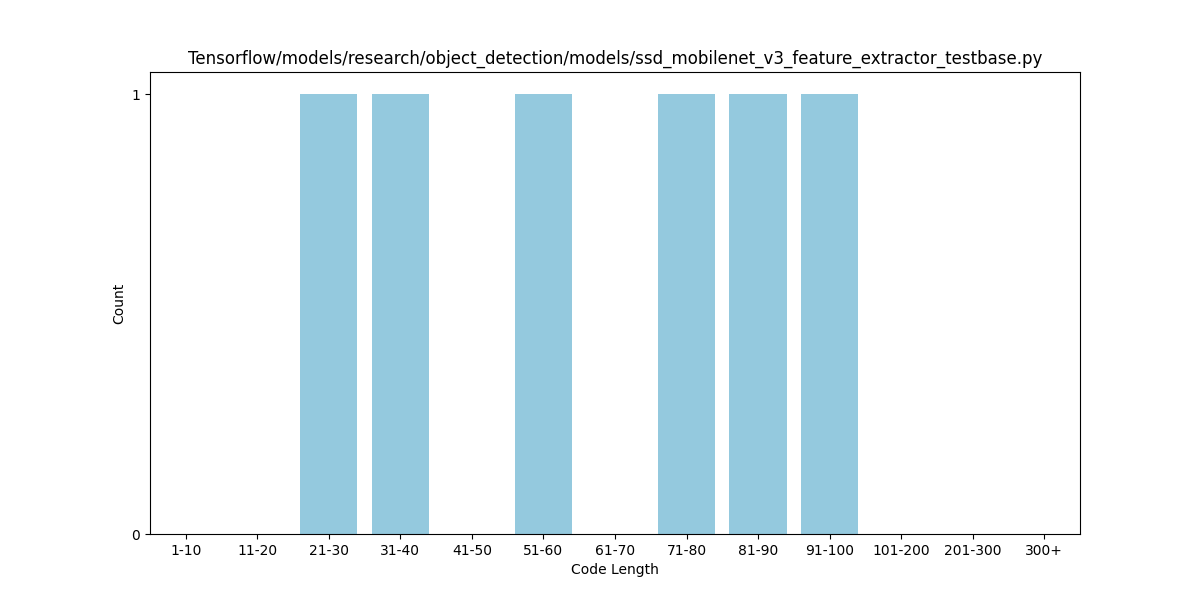 Tensorflow/models/research/object_detection/models/ssd_mobilenet_v3_feature_extractor_testbase.py
1
Count
0
1-10 11-20 21-30 31-40 41-50 51-60 61-70 71-80 81-90 91-100 101-200 201-300 300+
Code Length